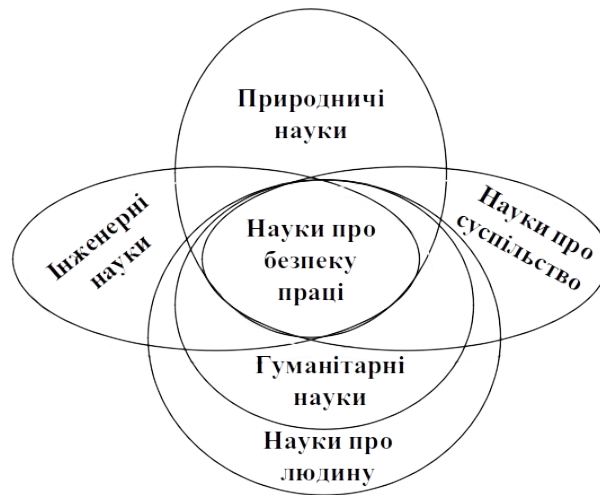 Природничі
науки
Інженерні
науки
Науки про
безпеку
праці
Науки про
суспільство
Гуманітарні
науки
Науки про
людину